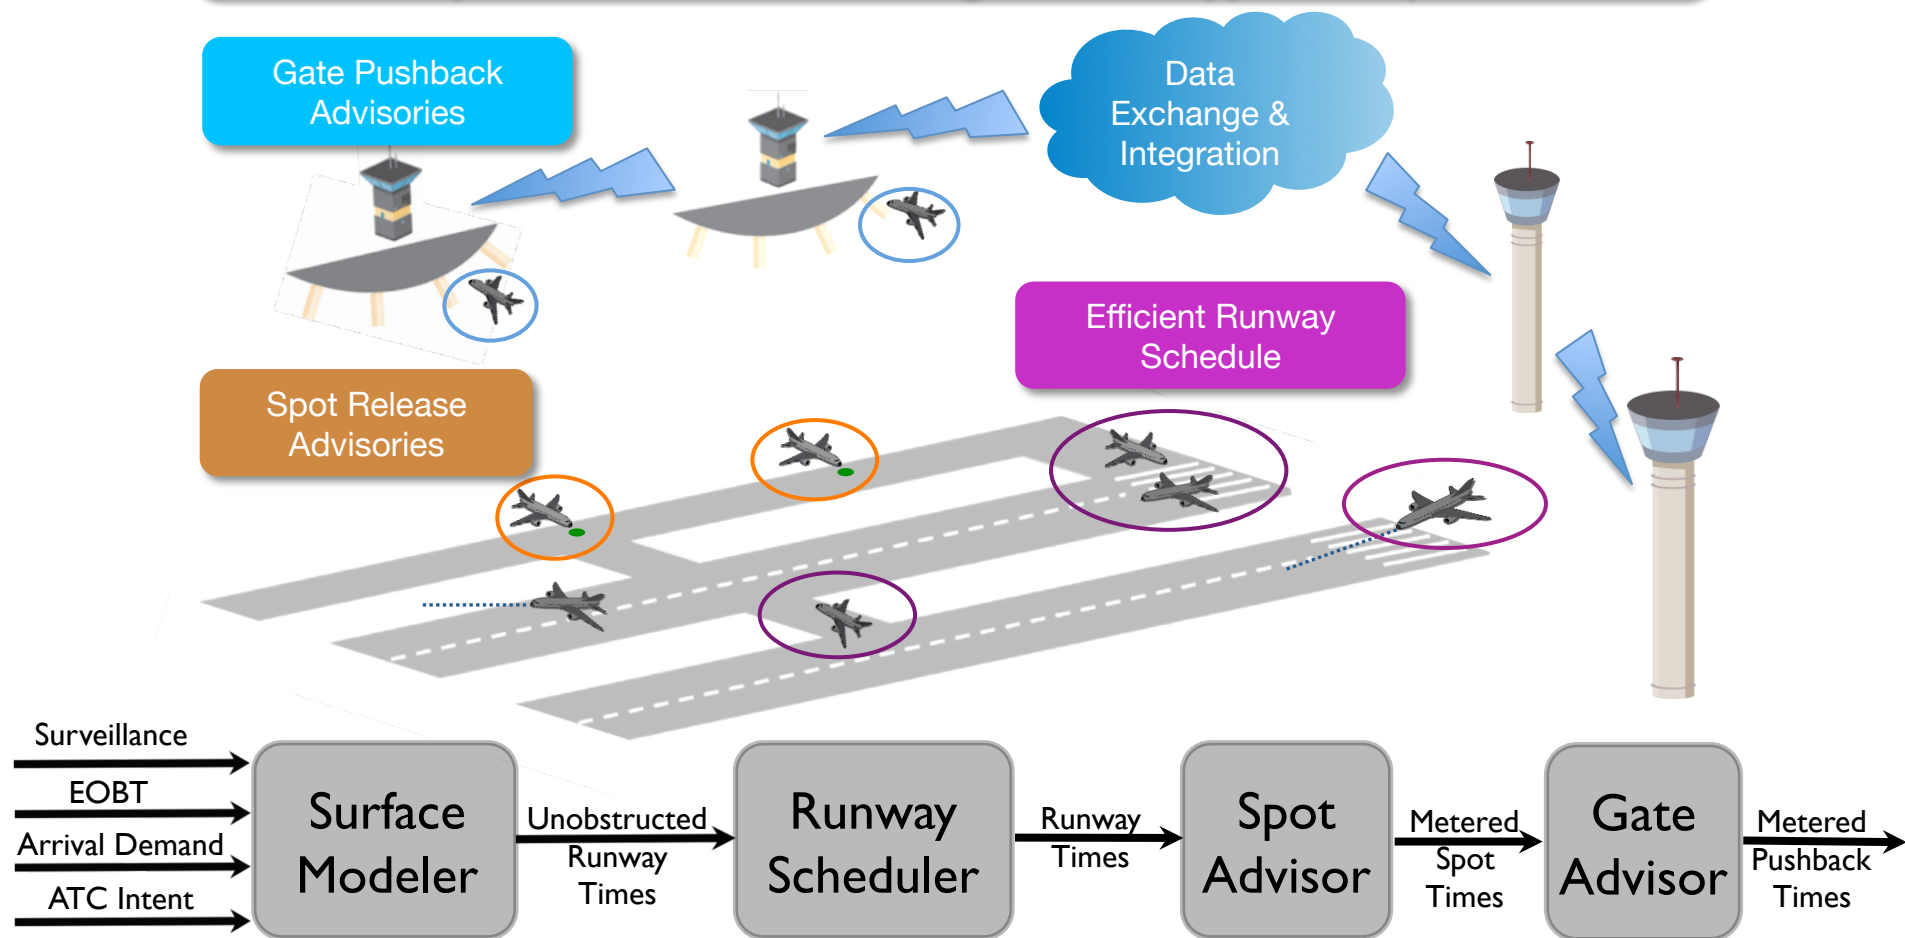 Gate Pushback
Advisories
Data
Exchange &
Integration
Efficient Runway
Schedule
Spot Release
Advisories
Surveillance
EOBT
Arrival Demand
ATC Intent
Surface
Modeler
Unobstructed
Runway
Times
Runway
Scheduler
Runway
Times
Spot
Advisor
Metered
Spot
Times
Gate
Advisor
Metered
Pushback
Times